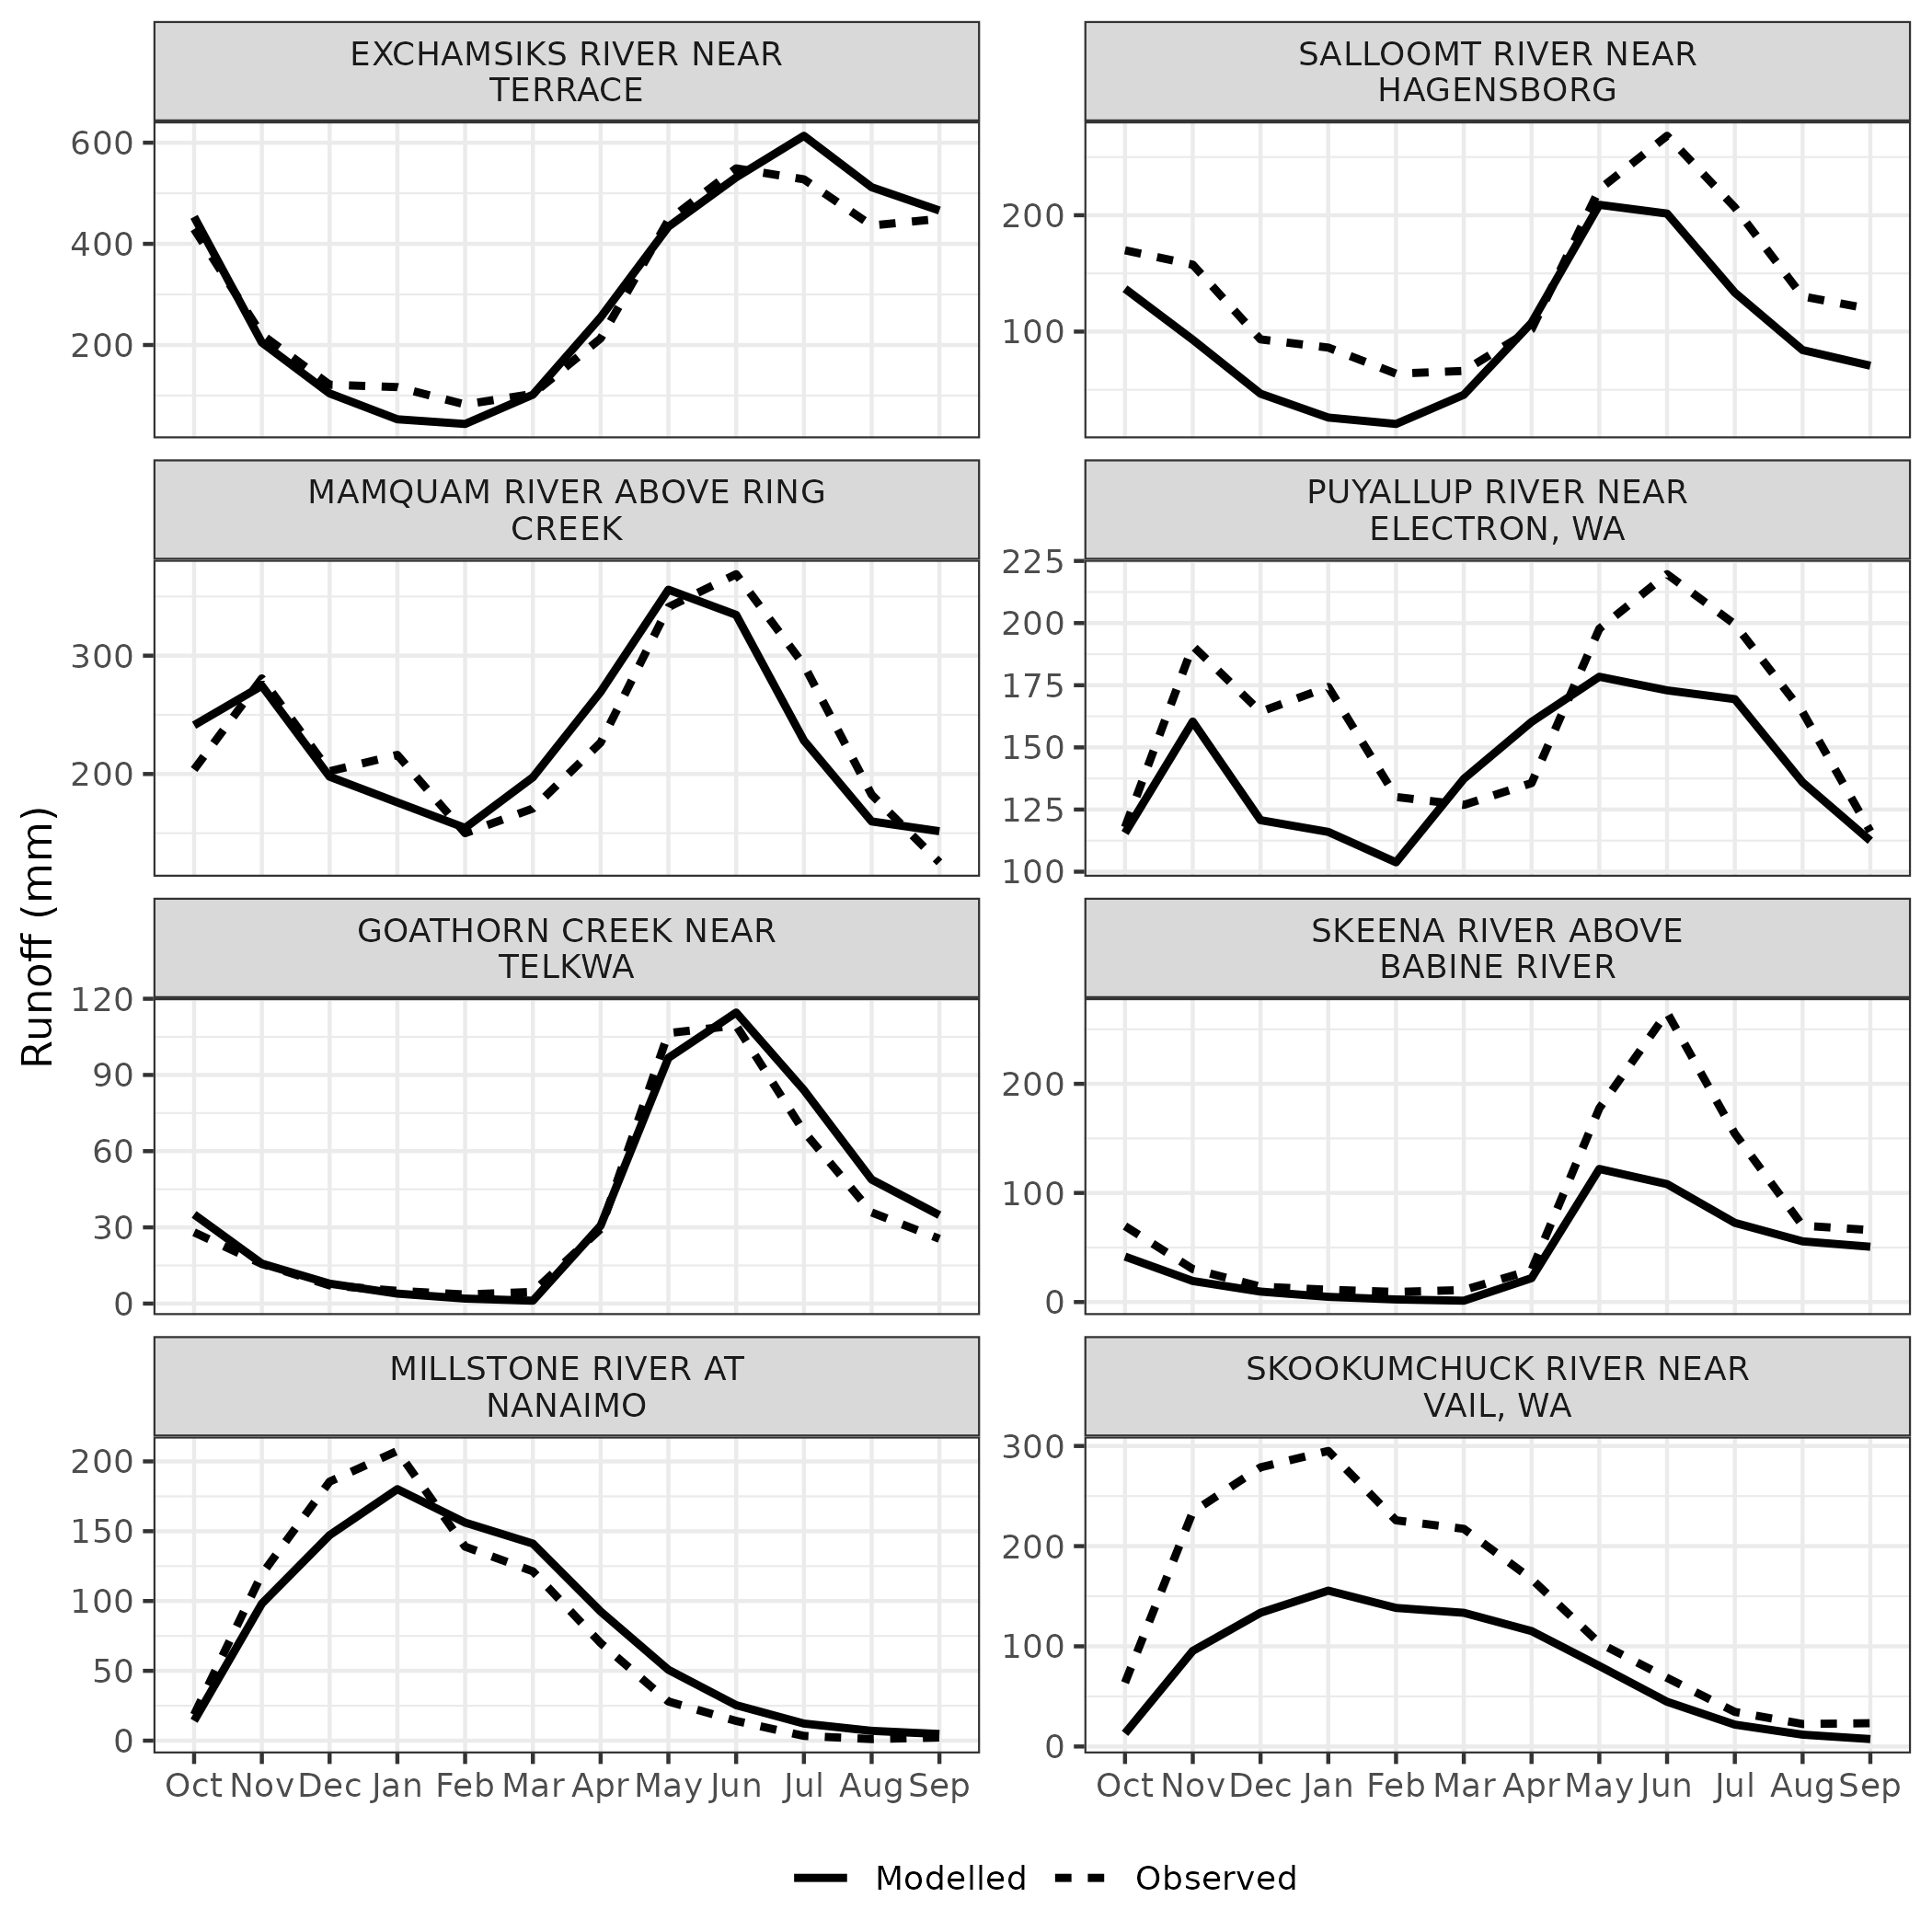 EXCHAMSIKS RIVER NEAR
TERRACE
600
400
200
SALLOOMT RIVER NEAR
HAGENSBORG
200
100
MAMQUAM RIVER ABOVE RING
CREEK
300
200
PUYALLUP RIVER NEAR
ELECTRON, WA
225
200
175
150
125
100
Runoff (mm)
GOATHORN CREEK NEAR
TELKWA
120
90
60
30
0
SKEENA RIVER ABOVE
BABINE RIVER
200
100
0
MILLSTONE RIVER AT
NANAIMO
200
150
100
50
0
SKOOKUMCHUCK RIVER NEAR
VAIL, WA
300
200
100
0
Oct Nov Dec Jan Feb Mar Apr May Jun Jul Aug Sep
Oct Nov Dec Jan Feb Mar Apr May Jun Jul Aug Sep
Modelled Observed